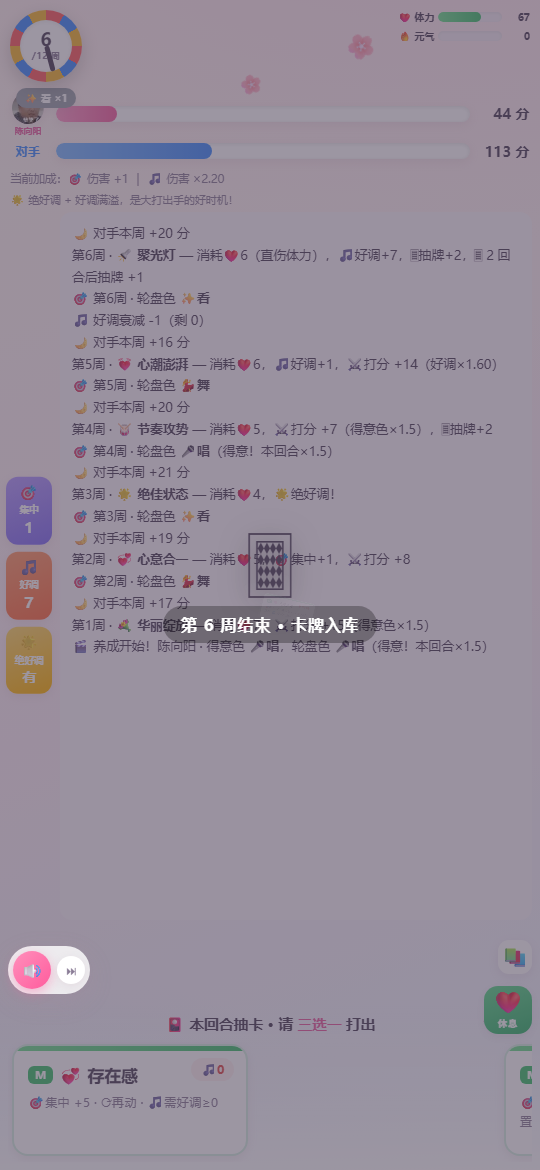 6
/12周
体力 67
元气 0
看 ×1
陈向阳
44 分
对手
113 分
当前加成: 伤害 +1 | 伤害 ×2.20
绝好调 + 好调满溢，是大打出手的好时机！
对手本周 +20 分
第6周 · 聚光灯 — 消耗 6（直伤体力），好调+7，抽牌+2，2 回
合后抽牌 +1
第6周 · 轮盘色 看
好调衰减 -1（剩 0）
对手本周 +16 分
第5周 · 心潮澎湃 — 消耗 6，好调+1，打分 +14（好调×1.60）
第5周 · 轮盘色 舞
对手本周 +20 分
第4周 · 节奏攻势 — 消耗 5，打分 +7（得意色×1.5），抽牌+2
第4周 · 轮盘色 唱（得意！本回合×1.5）
对手本周 +21 分
第3周 · 绝佳状态 — 消耗 4，绝好调！
第3周 · 轮盘色 看
对手本周 +19 分
第2周 · 心意合一 — 消耗 5 集中+1，打分 +8
第2周 · 轮盘色 舞
对手本周 +17 分
第1周 · 华丽绽放 得意色×1.5）
第 6 周结束 • 卡牌入库
养成开始！陈向阳 · 得意色 唱，轮盘色 唱（得意！本回合×1.5）
集中
1
好调
7
绝好调
有
休息
本回合抽卡 • 请 三选一 打出
M 存在感 0
集中 +5 · 再动 · 需好调≥0
置